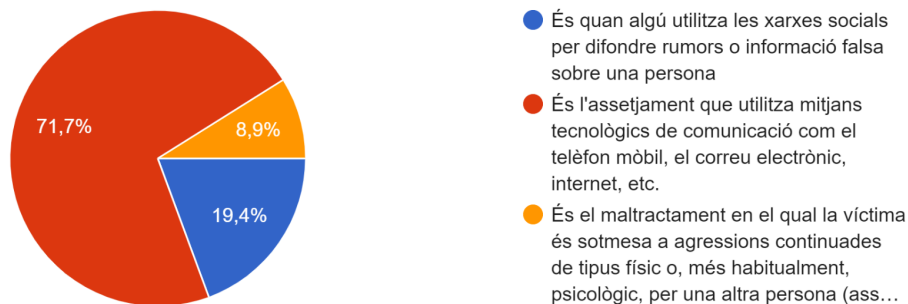 71,7%
8,9%
19,4%
És quan algú utilitza les xarxes socials
per difondre rumors o informació falsa
sobre una persona
És l'assetjament que utilitza mitjans
tecnològics de comunicació com el
telèfon mòbil, el correu electrònic,
internet, etc.
És el maltractament en el qual la víctima
és sotmesa a agressions continuades
de tipus físic o, més habitualment,
psicològic, per una altra persona (ass…